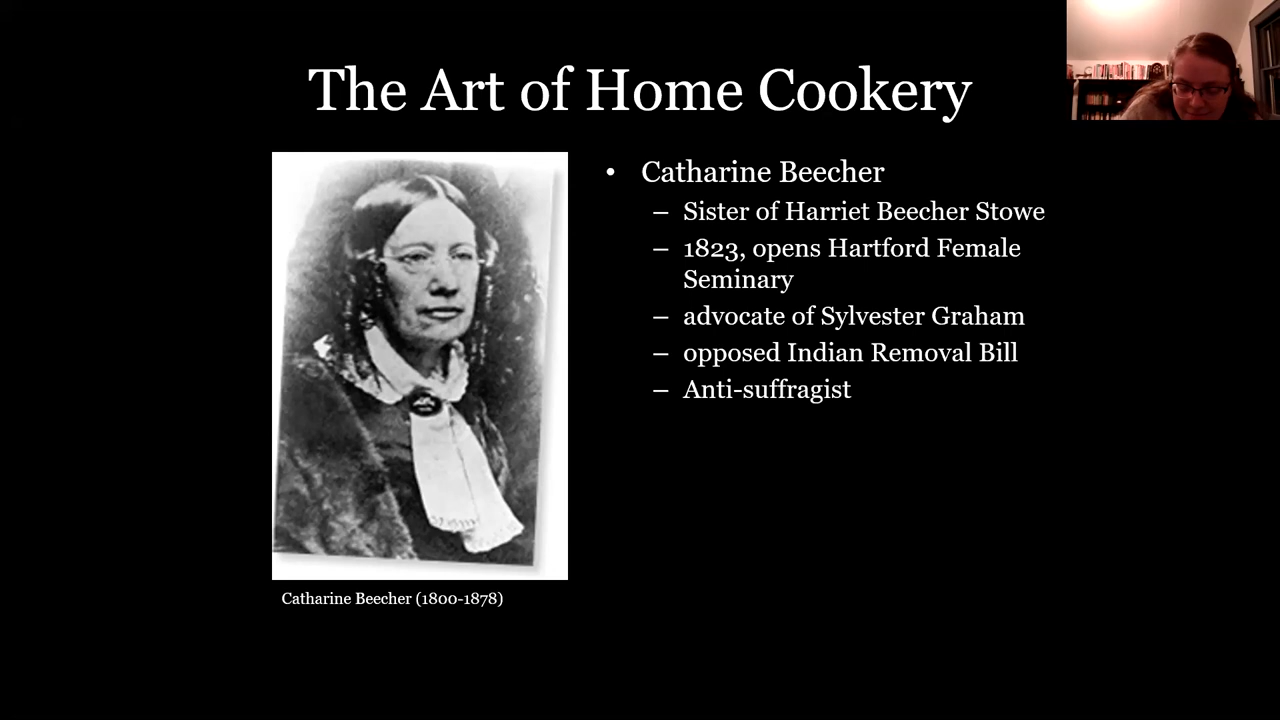 The Art of Home Cookery
• Catharine Beecher
– Sister of Harriet Beecher Stowe
– 1823, opens Hartford Female
Seminary
– advocate of Sylvester Graham
– opposed Indian Removal Bill
– Anti-suffragist
Catharine Beecher (1800-1878)